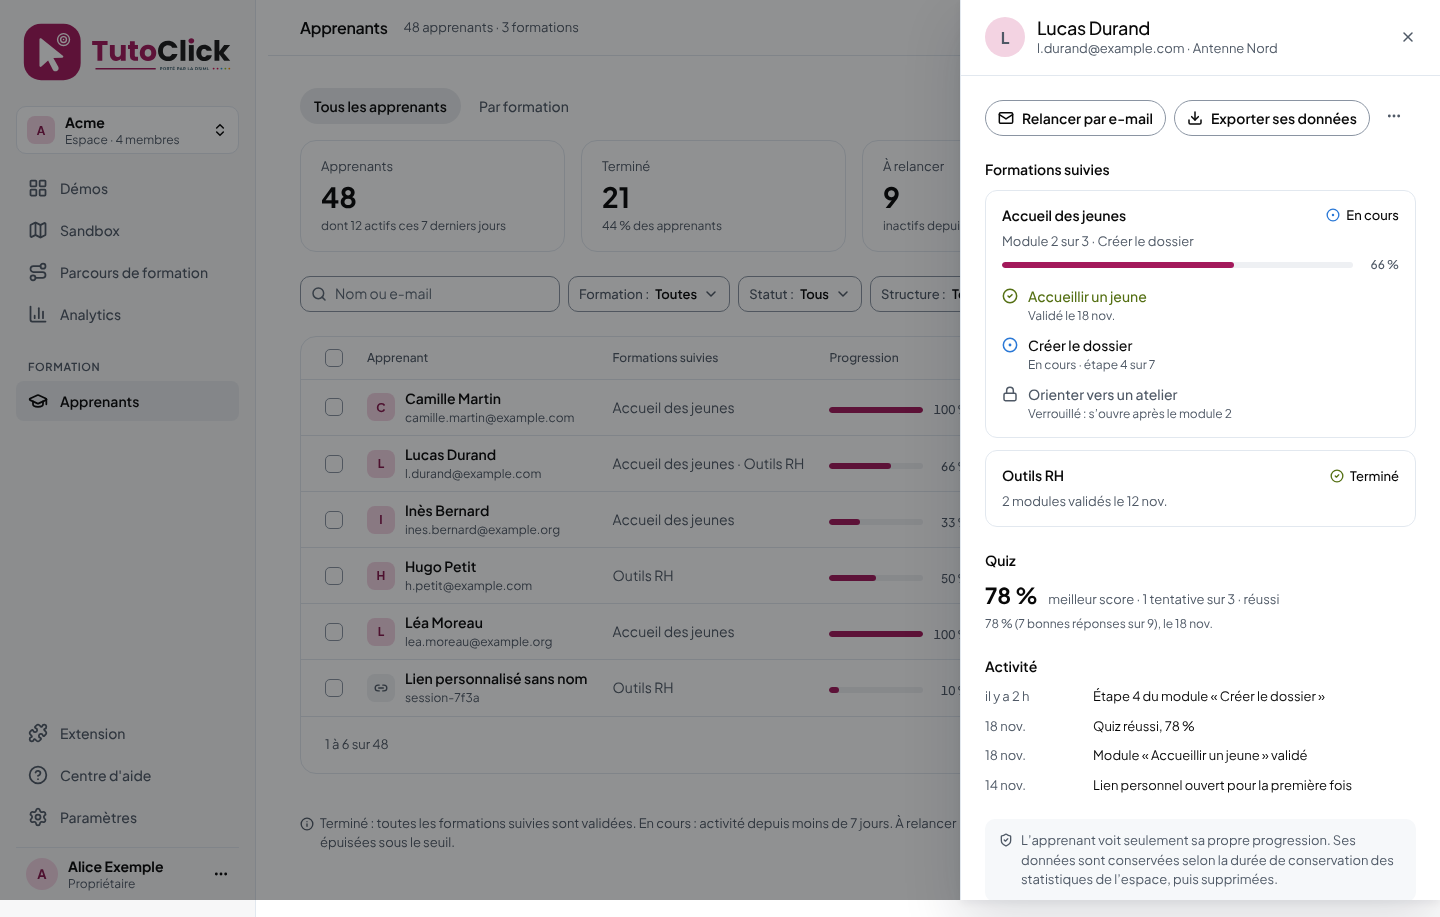 TutoClick
A
Acme
Espace · 4 membres
Démos
Sandbox
Parcours de formation
Analytics
FORMATION
Apprenants
Extension
Centre d'aide
Paramètres
A
Alice Exemple
Propriétaire
Apprenants
48 apprenants · 3 formations
Tous les apprenants
Par formation
Apprenants
48
dont 12 actifs ces 7 derniers jours
Terminé
21
44 % des apprenants
À relancer
9
inactifs depui
Nom ou e-mail
Formation : Toutes
Statut : Tous
Structure :
Apprenant
Formations suivies
Progression
C
Camille Martin
camille.martin@example.com
Accueil des jeunes
100
L
Lucas Durand
l.durand@example.com
Accueil des jeunes · Outils RH
66
I
Inès Bernard
ines.bernard@example.org
Accueil des jeunes
33
H
Hugo Petit
h.petit@example.com
Outils RH
50
L
Léa Moreau
lea.moreau@example.org
Accueil des jeunes
100
Lien personnalisé sans nom
session-7f3a
Outils RH
10
1 à 6 sur 48
Terminé : toutes les formations suivies sont validées. En cours : activité depuis moins de 7 jours. À relancer
épuisées sous le seuil.
L
Lucas Durand
l.durand@example.com · Antenne Nord
Relancer par e-mail
Exporter ses données
Formations suivies
Accueil des jeunes
En cours
Module 2 sur 3 · Créer le dossier
66 %
Accueillir un jeune
Validé le 18 nov.
Créer le dossier
En cours · étape 4 sur 7
Orienter vers un atelier
Verrouillé : s'ouvre après le module 2
Outils RH
Terminé
2 modules validés le 12 nov.
Quiz
78 % meilleur score · 1 tentative sur 3 · réussi
78 % (7 bonnes réponses sur 9), le 18 nov.
Activité
il y a 2 h
Étape 4 du module « Créer le dossier »
18 nov.
Quiz réussi, 78 %
18 nov.
Module « Accueillir un jeune » validé
14 nov.
Lien personnel ouvert pour la première fois
L'apprenant voit seulement sa propre progression. Ses
données sont conservées selon la durée de conservation des
statistiques de l'espace, puis supprimées.